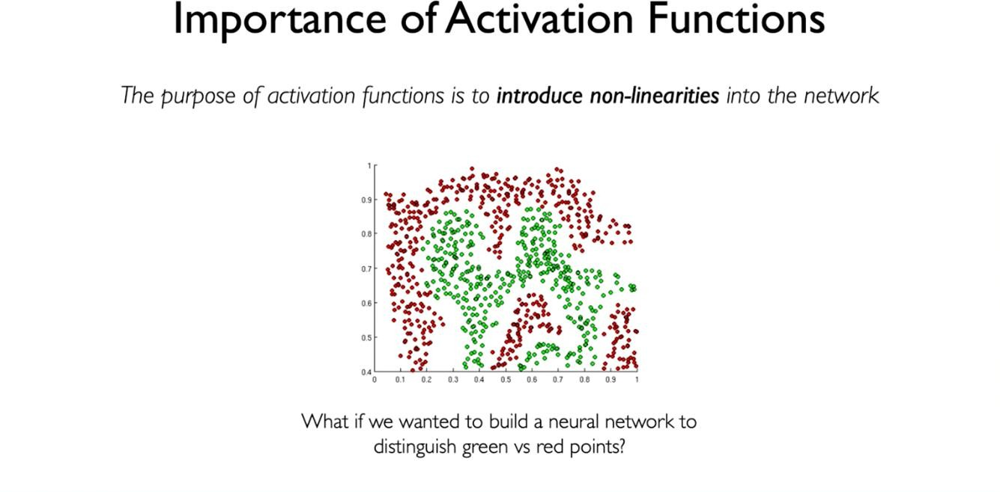 Importance of Activation Functions
The purpose of activation functions is to introduce non-linearities into the network
1
0.9
0.8
0.7
0.6
0.5
0.4
0 0.1 0.2 0.3 0.4 0.5 0.6 0.7 0.8 0.9 1
What if we wanted to build a neural network to
distinguish green vs red points?